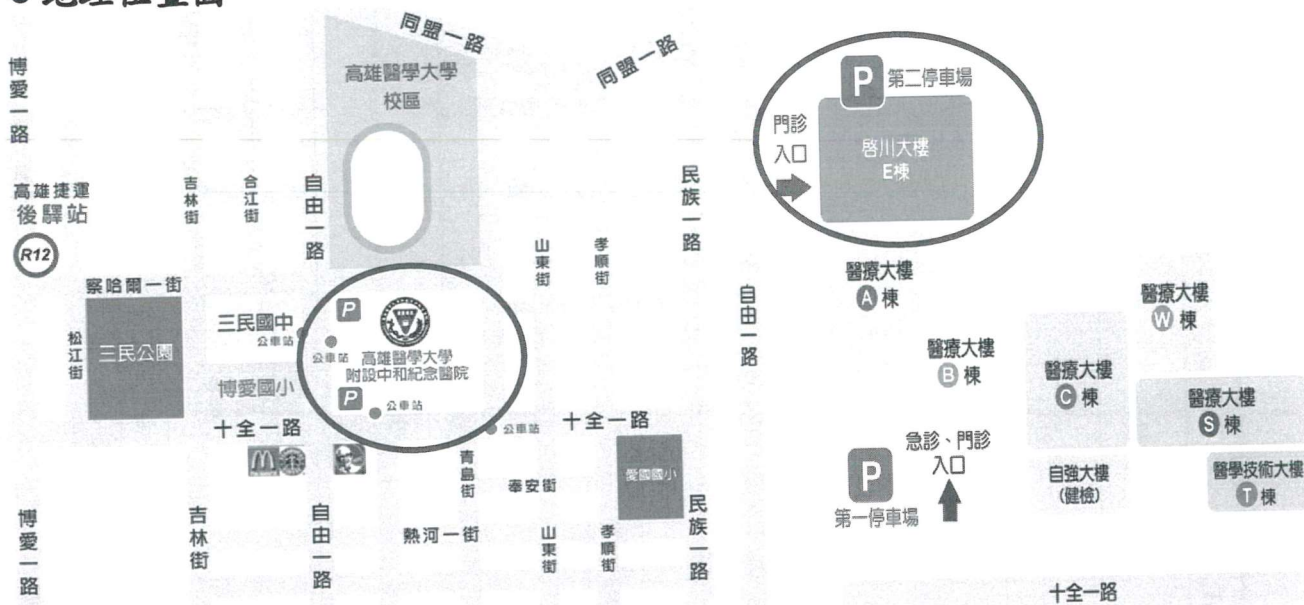 地理位置圖
同盟一路
同盟一路
博愛一路
高雄醫學大學
校區
P
第二停車場
門診
入口
啓川大樓
E棟
高雄捷運
後驛站
R12
吉林街
合江街
自由一路
山東街
孝順街
民族一路
察哈爾一街
松江街
三民公園
三民國中
公車站
博愛國小
P
公車站
高雄醫學大學
附設中和紀念醫院
P
公車站
十全一路
公車站
十全一路
青島街
奉安街
愛國國小
博愛一路
吉林街
自由一路
熱河一街
山東街
孝順街
民族一路
自由一路
醫療大樓
A棟
醫療大樓
B棟
醫療大樓
C棟
醫療大樓
W棟
醫療大樓
S棟
急診、門診
入口
P
第一停車場
自強大樓
(健檢)
醫學技術大樓
T棟
十全一路